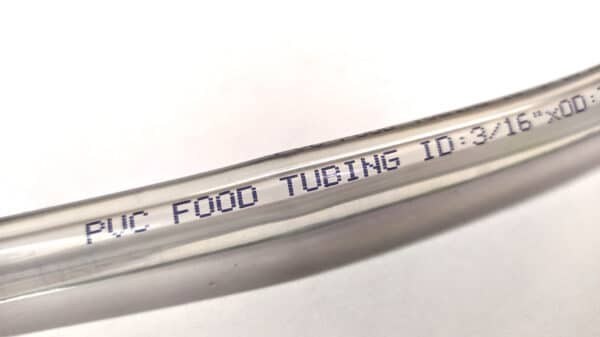 PVC FOOD TUBING ID:3/16"xOD: